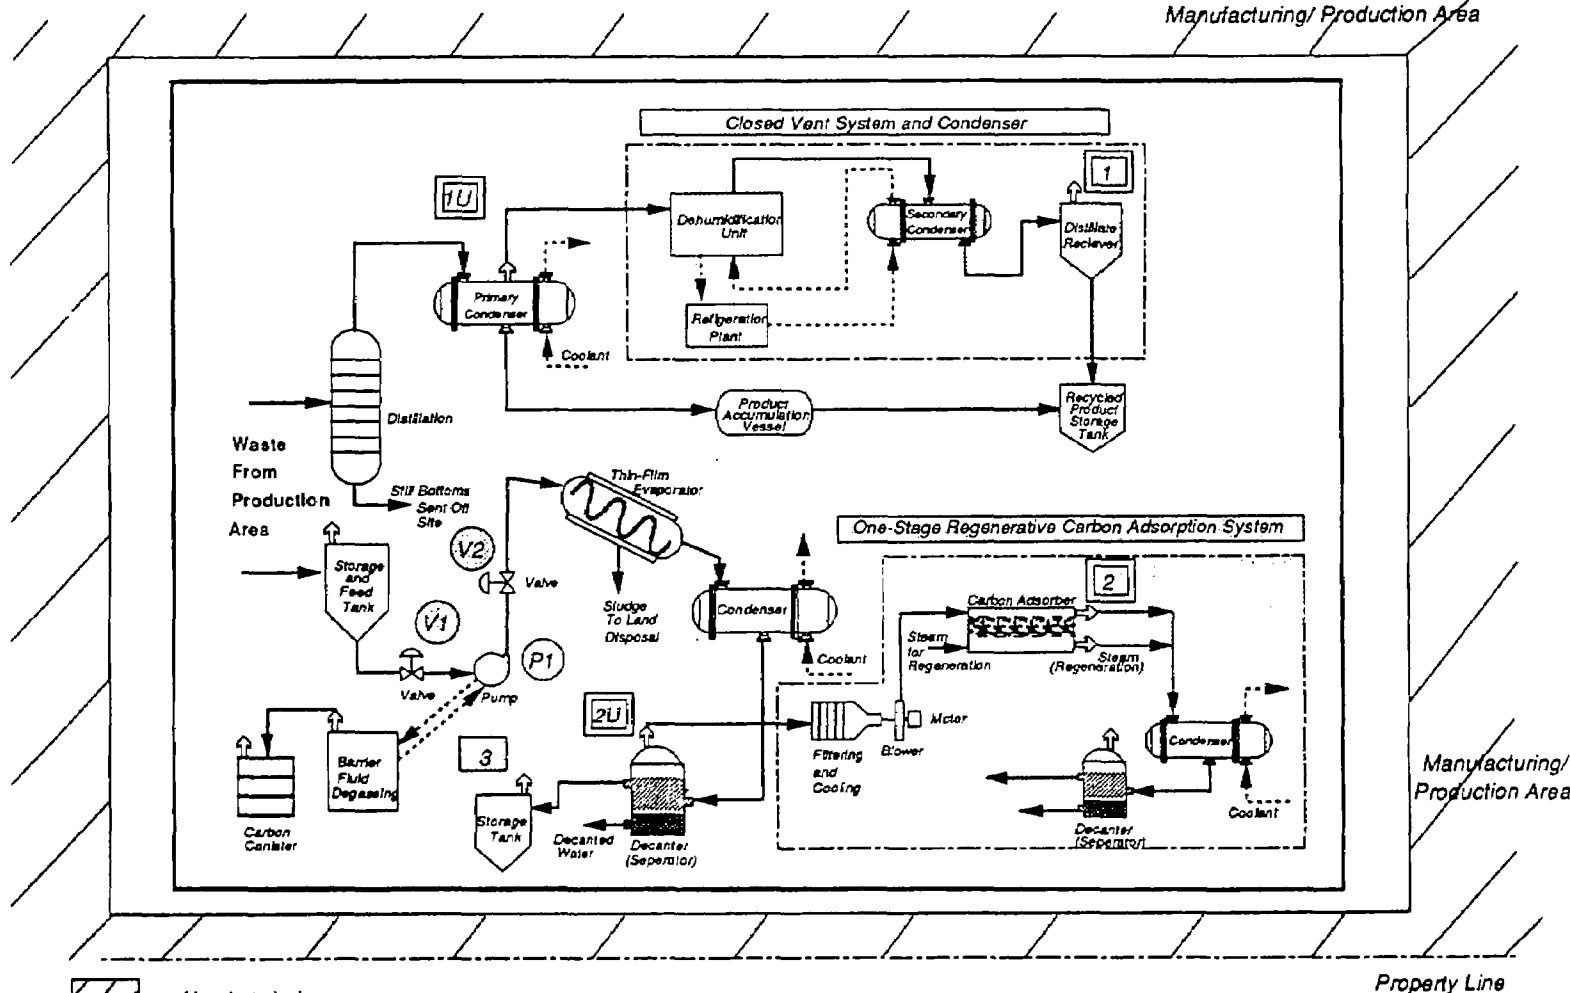 Manufacturing/ Production Area
Closed Vent System and Condenser
1U
1
Dehumidification
Unit
Secondary
Condenser
Distillate
Reciever
Primary
Condenser
Refigeration
Plant
Coolant
Distillation
Product
Accumulation
Vessel
Recycled
Product
Storage
Tank
Waste
From
Production
Area
Still Bottoms
Sent Off
Site
Thin-Film
Evaporator
One-Stage Regenerative Carbon Adsorption System
V2
Valve
Storage
and
Feed
Tank
2
Carbon Adsorber
Sludge
To Land
Disposal
Condenser
V1
Steam
for
Regeneration
Steam
(Regeneration)
P1
Coolant
Valve
Pump
2U
Motor
Blower
Condenser
3
Barrier
Fluid
Degassing
Filtering
and
Cooling
Manufacturing/
Production Area
Coolant
Storage
Tank
Decanted
Water
Decanter
(Seperator)
Decanter
(Seperator)
Carbon
Canister
Property Line